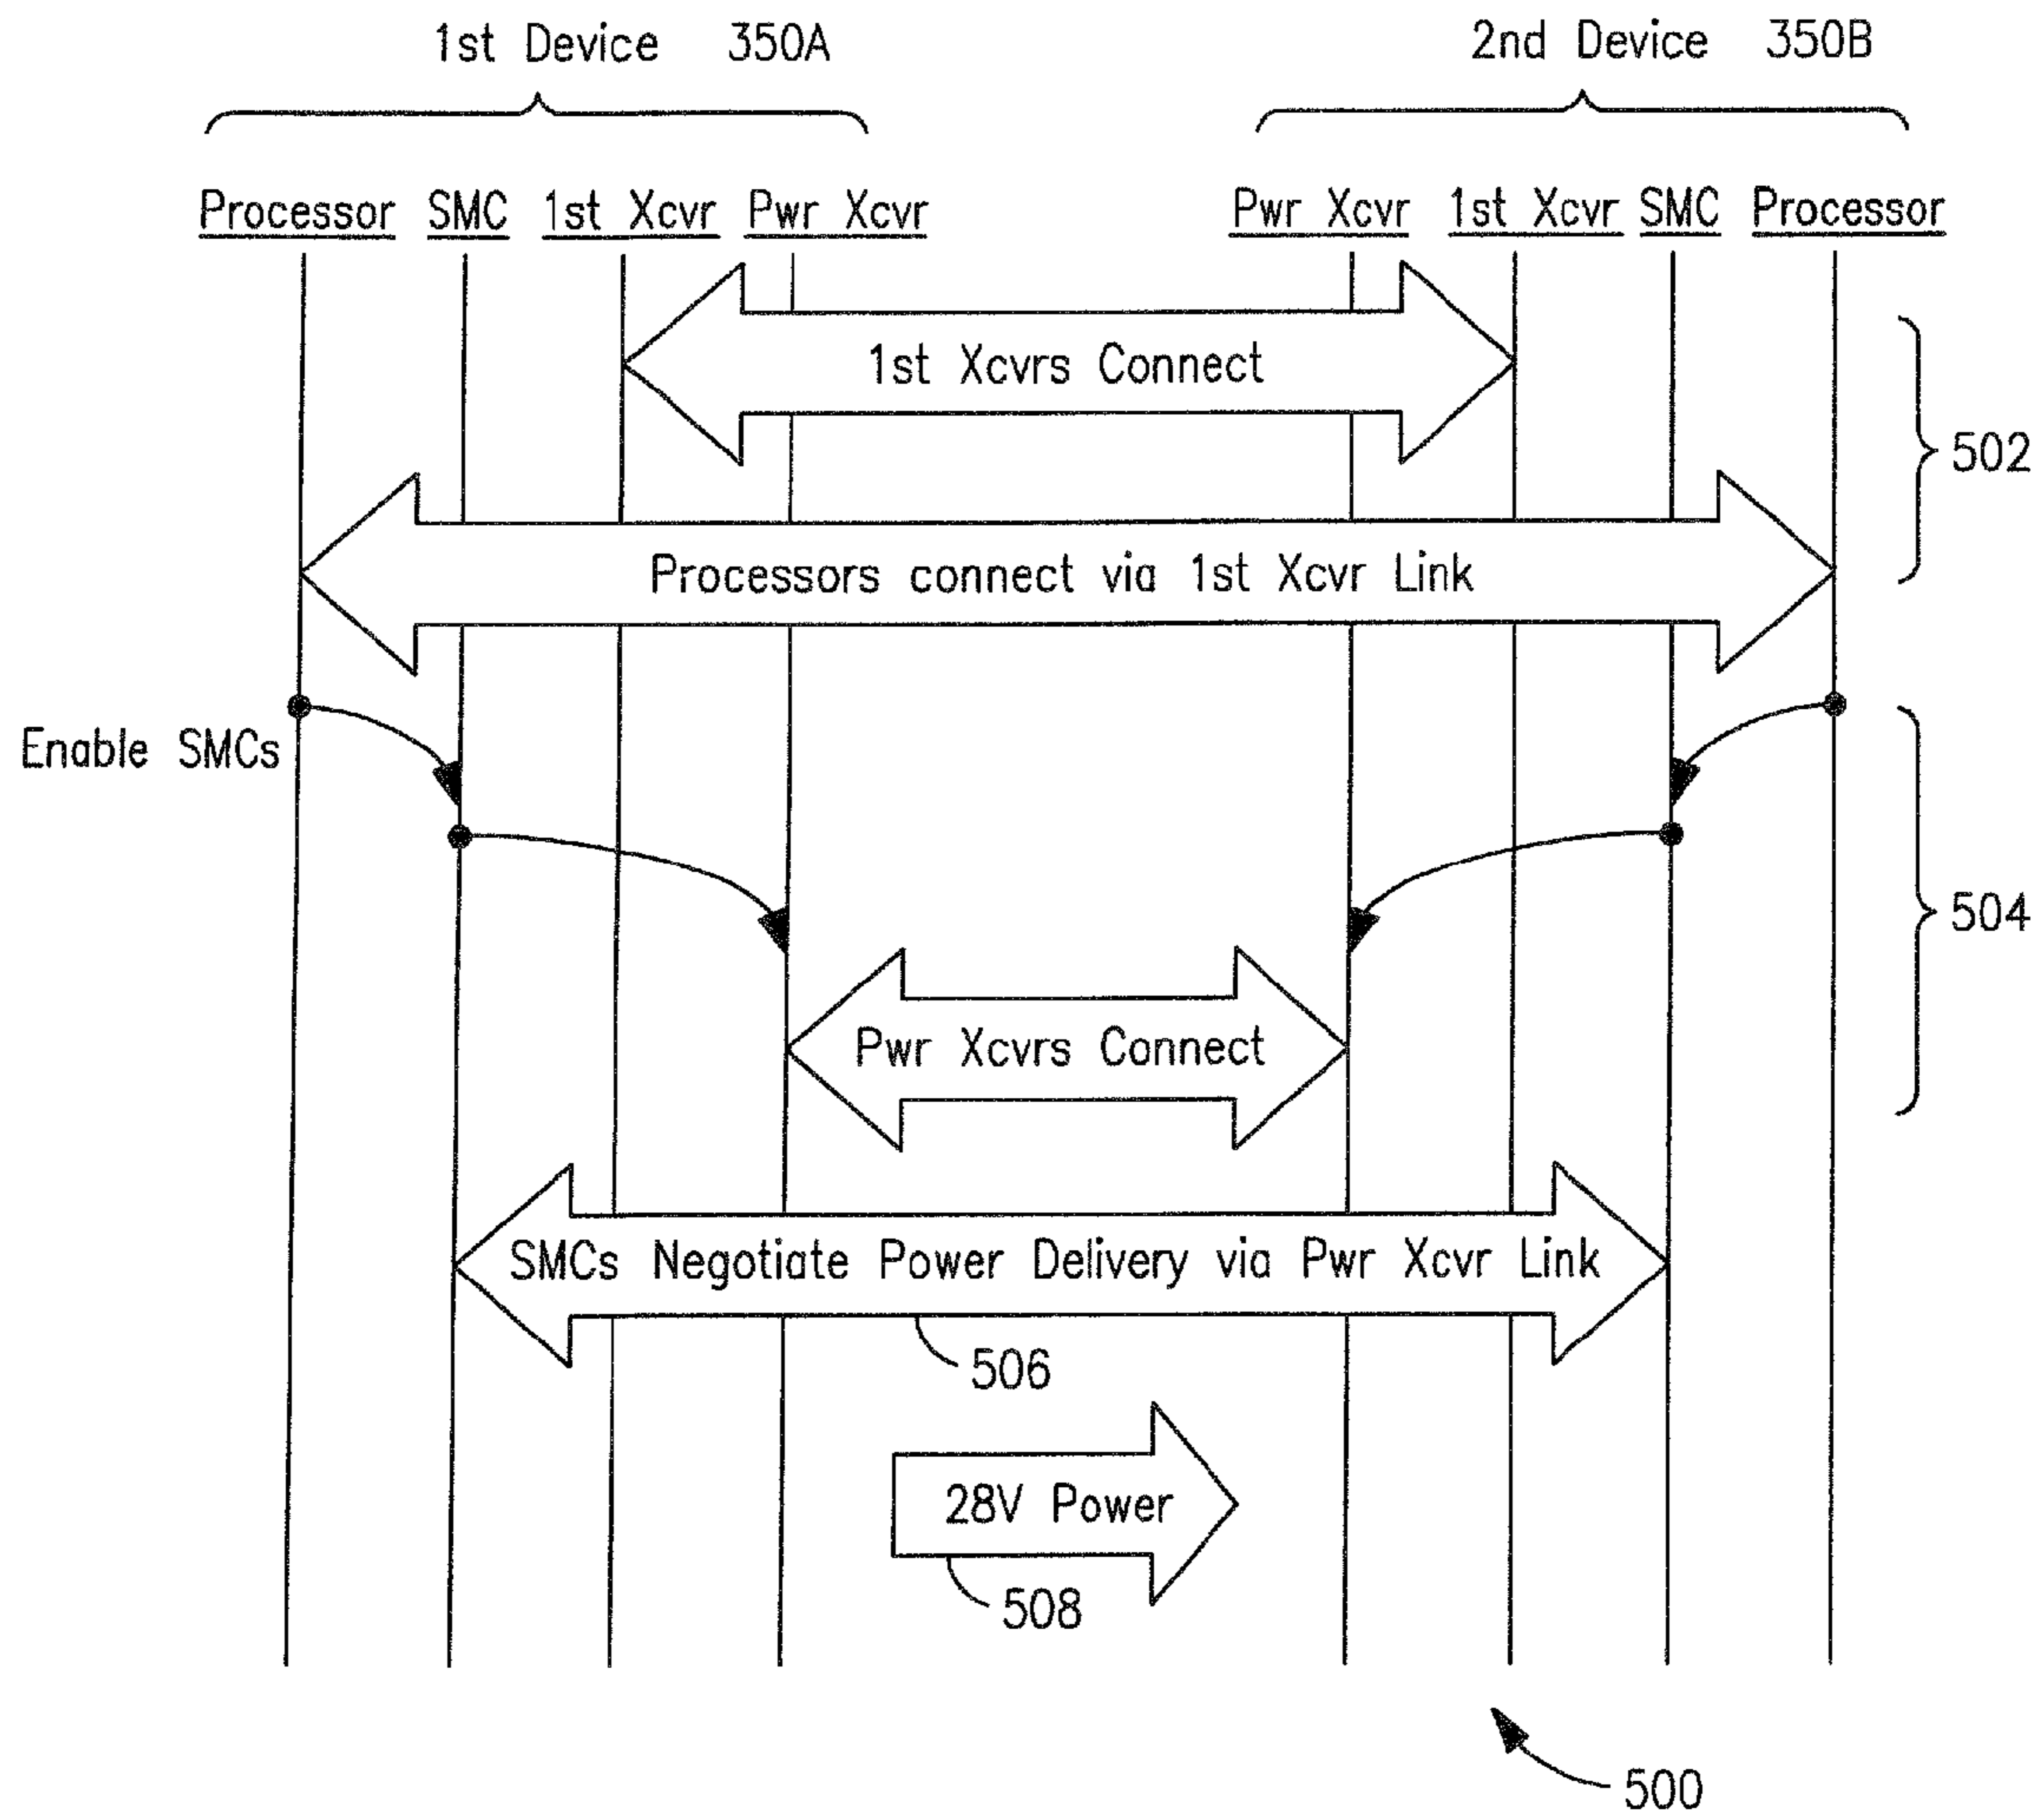 1st Device 350A
2nd Device 350B
Processor SMC 1st Xcvr Pwr Xcvr
Pwr Xcvr 1st Xcvr SMC Processor
1st Xcvrs Connect
502
Processors connect via 1st Xcvr Link
Enable SMCs
504
Pwr Xcvrs Connect
SMCs Negotiate Power Delivery via Pwr Xcvr Link
506
28V Power
508
500